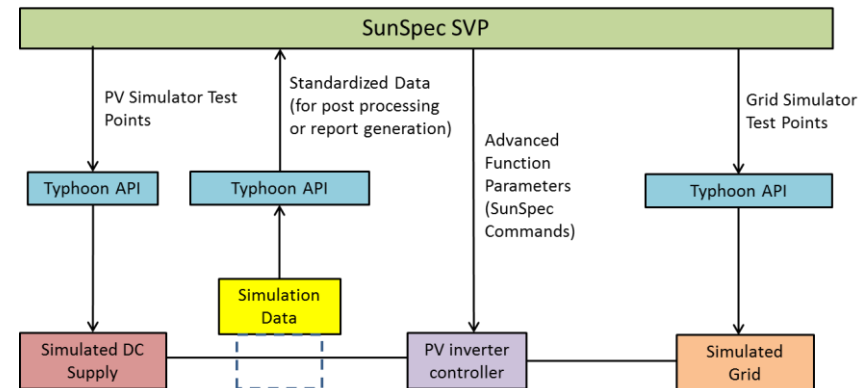 SunSpec SVP
PV Simulator Test
Points
Standardized Data
(for post processing
or report generation)
Advanced
Function
Parameters
(SunSpec
Commands)
Grid Simulator
Test Points
Typhoon API
Typhoon API
Typhoon API
Simulation
Data
Simulated DC
Supply
PV inverter
controller
Simulated
Grid